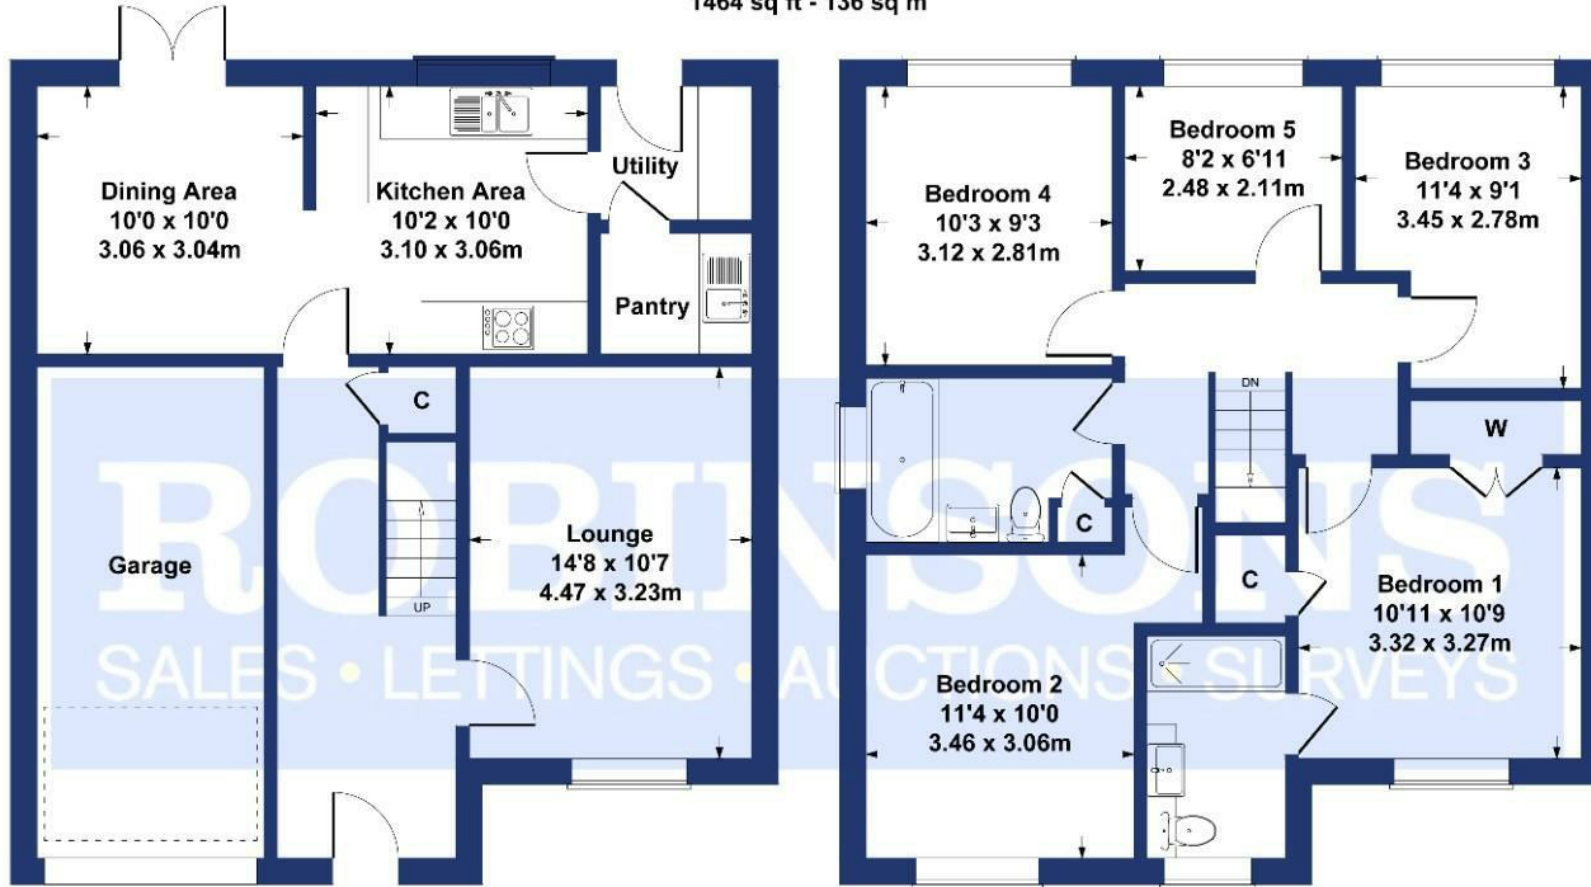 1464 sq ft - 136 sq m
Dining Area
10'0 x 10'0
3.06 x 3.04m
Kitchen Area
10'2 x 10'0
3.10 x 3.06m
Utility
Pantry
C
Garage
UP
Lounge
14'8 x 10'7
4.47 x 3.23m
Bedroom 4
10'3 x 9'3
3.12 x 2.81m
Bedroom 5
8'2 x 6'11
2.48 x 2.11m
Bedroom 3
11'4 x 9'1
3.45 x 2.78m
DN
W
C
C
Bedroom 1
10'11 x 10'9
3.32 x 3.27m
Bedroom 2
11'4 x 10'0
3.46 x 3.06m
ROBINSONS
SALES • LETTINGS • AUCTIONS • SURVEYS